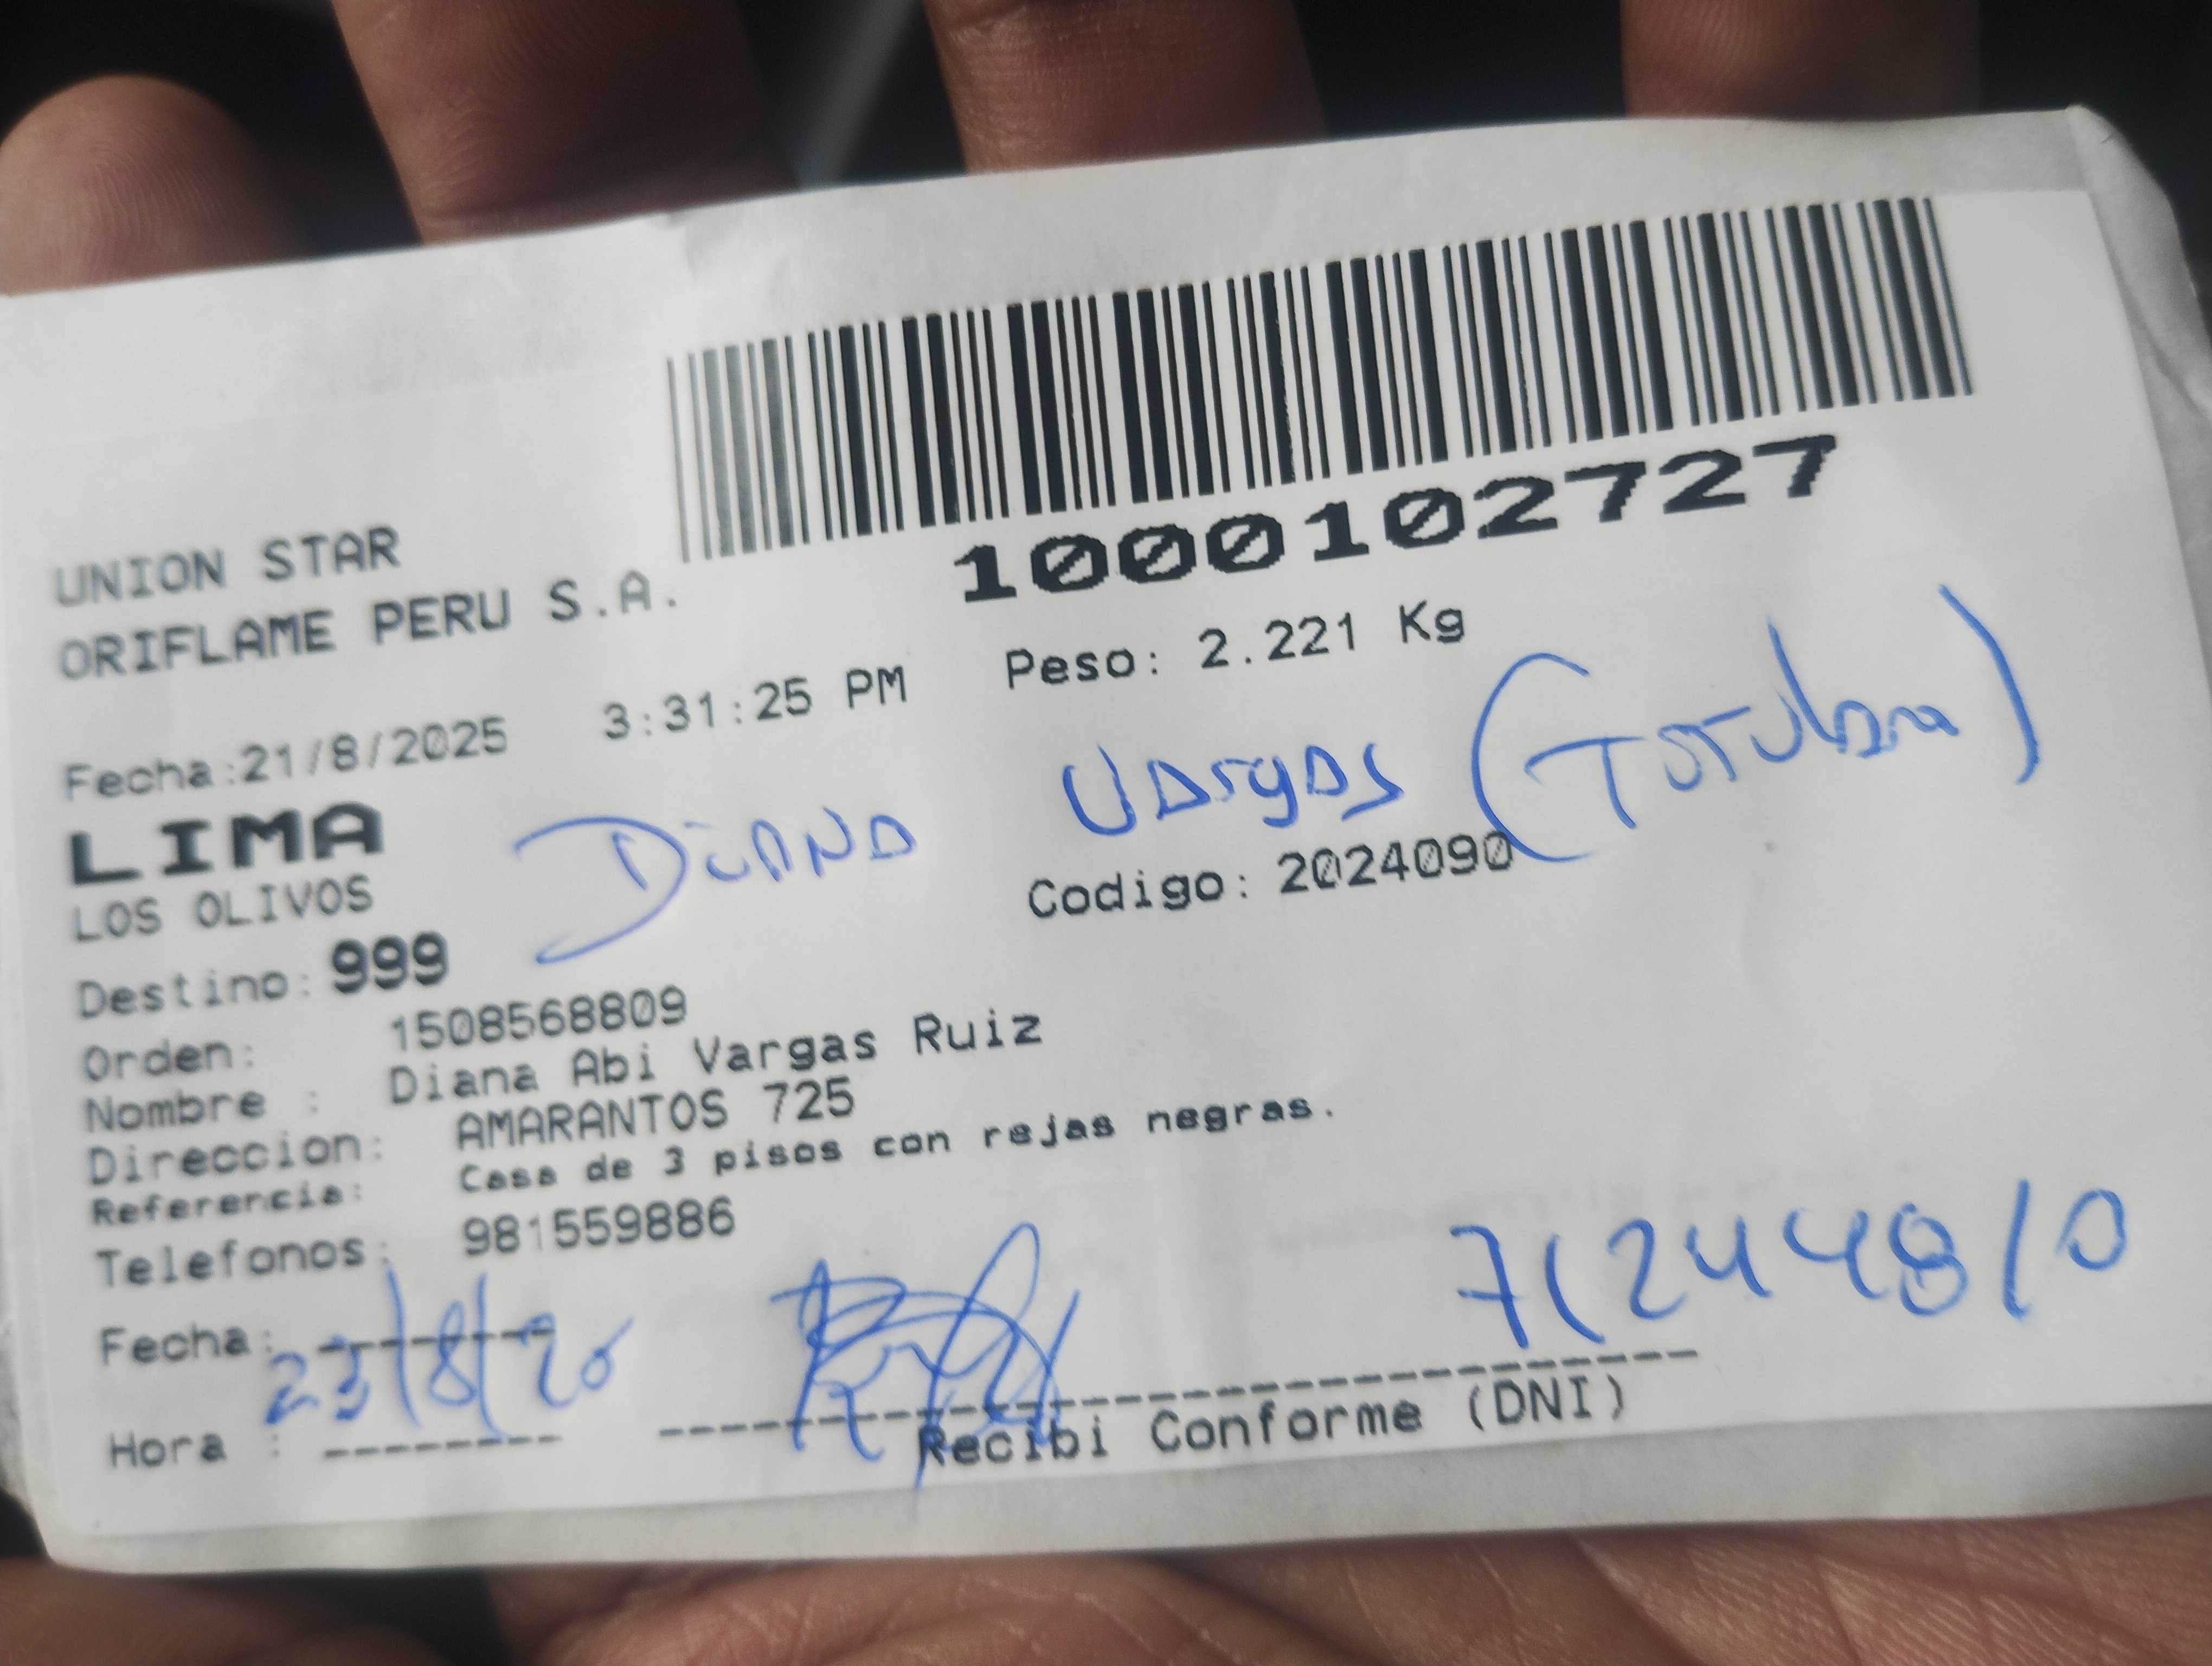 1000102727
UNION STAR
ORIFLAME PERU S.A.
Peso: 2.221 Kg
Fecha:21/8/2025 3:31:25 PM
LIMA
Diana Vargas (Totulara)
LOS OLIVOS
Codigo: 2024090
Destino: 999
Orden: 1508568809
Nombre : Diana Abi Vargas Ruiz
Direccion: AMARANTOS 725
Referencia: Casa de 3 pisos con rejas negras.
Telefonos: 981559886
71244810
Fecha: 23/8/20
Hora :
Recibi Conforme (DNI)